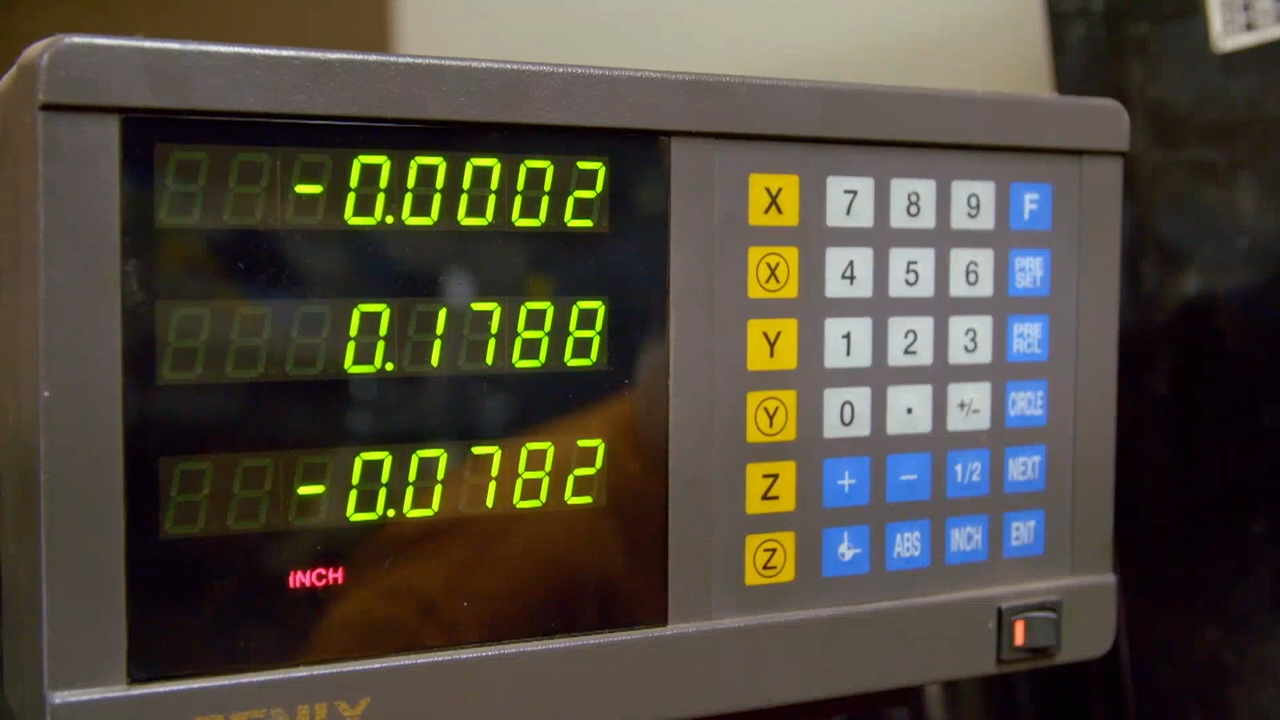 -0.0002
0.1788
-0.0782
INCH
X 7 8 9 F
X 4 5 6 PRE SET
Y 1 2 3 PRE RCL
Y 0 . +/- CIRCLE
Z + - 1/2 NEXT
Z ABS INCH ENT